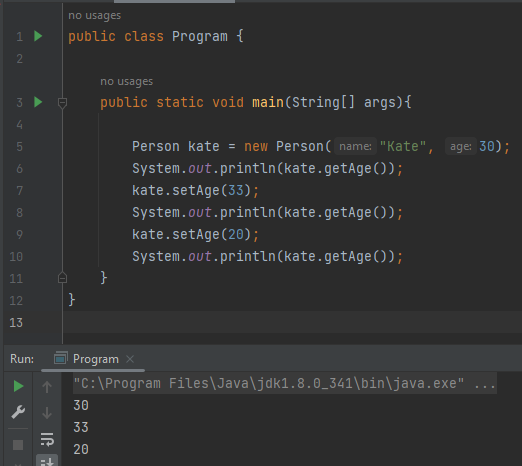 no usages
1 public class Program {
2
no usages
3 public static void main(String[] args){
4
5 Person kate = new Person( name: "Kate", age: 30);
6 System.out.println(kate.getAge());
7 kate.setAge(33);
8 System.out.println(kate.getAge());
9 kate.setAge(20);
10 System.out.println(kate.getAge());
11 }
12 }
13
Run: Program ×
"C:\Program Files\Java\jdk1.8.0_341\bin\java.exe" ...
30
33
20